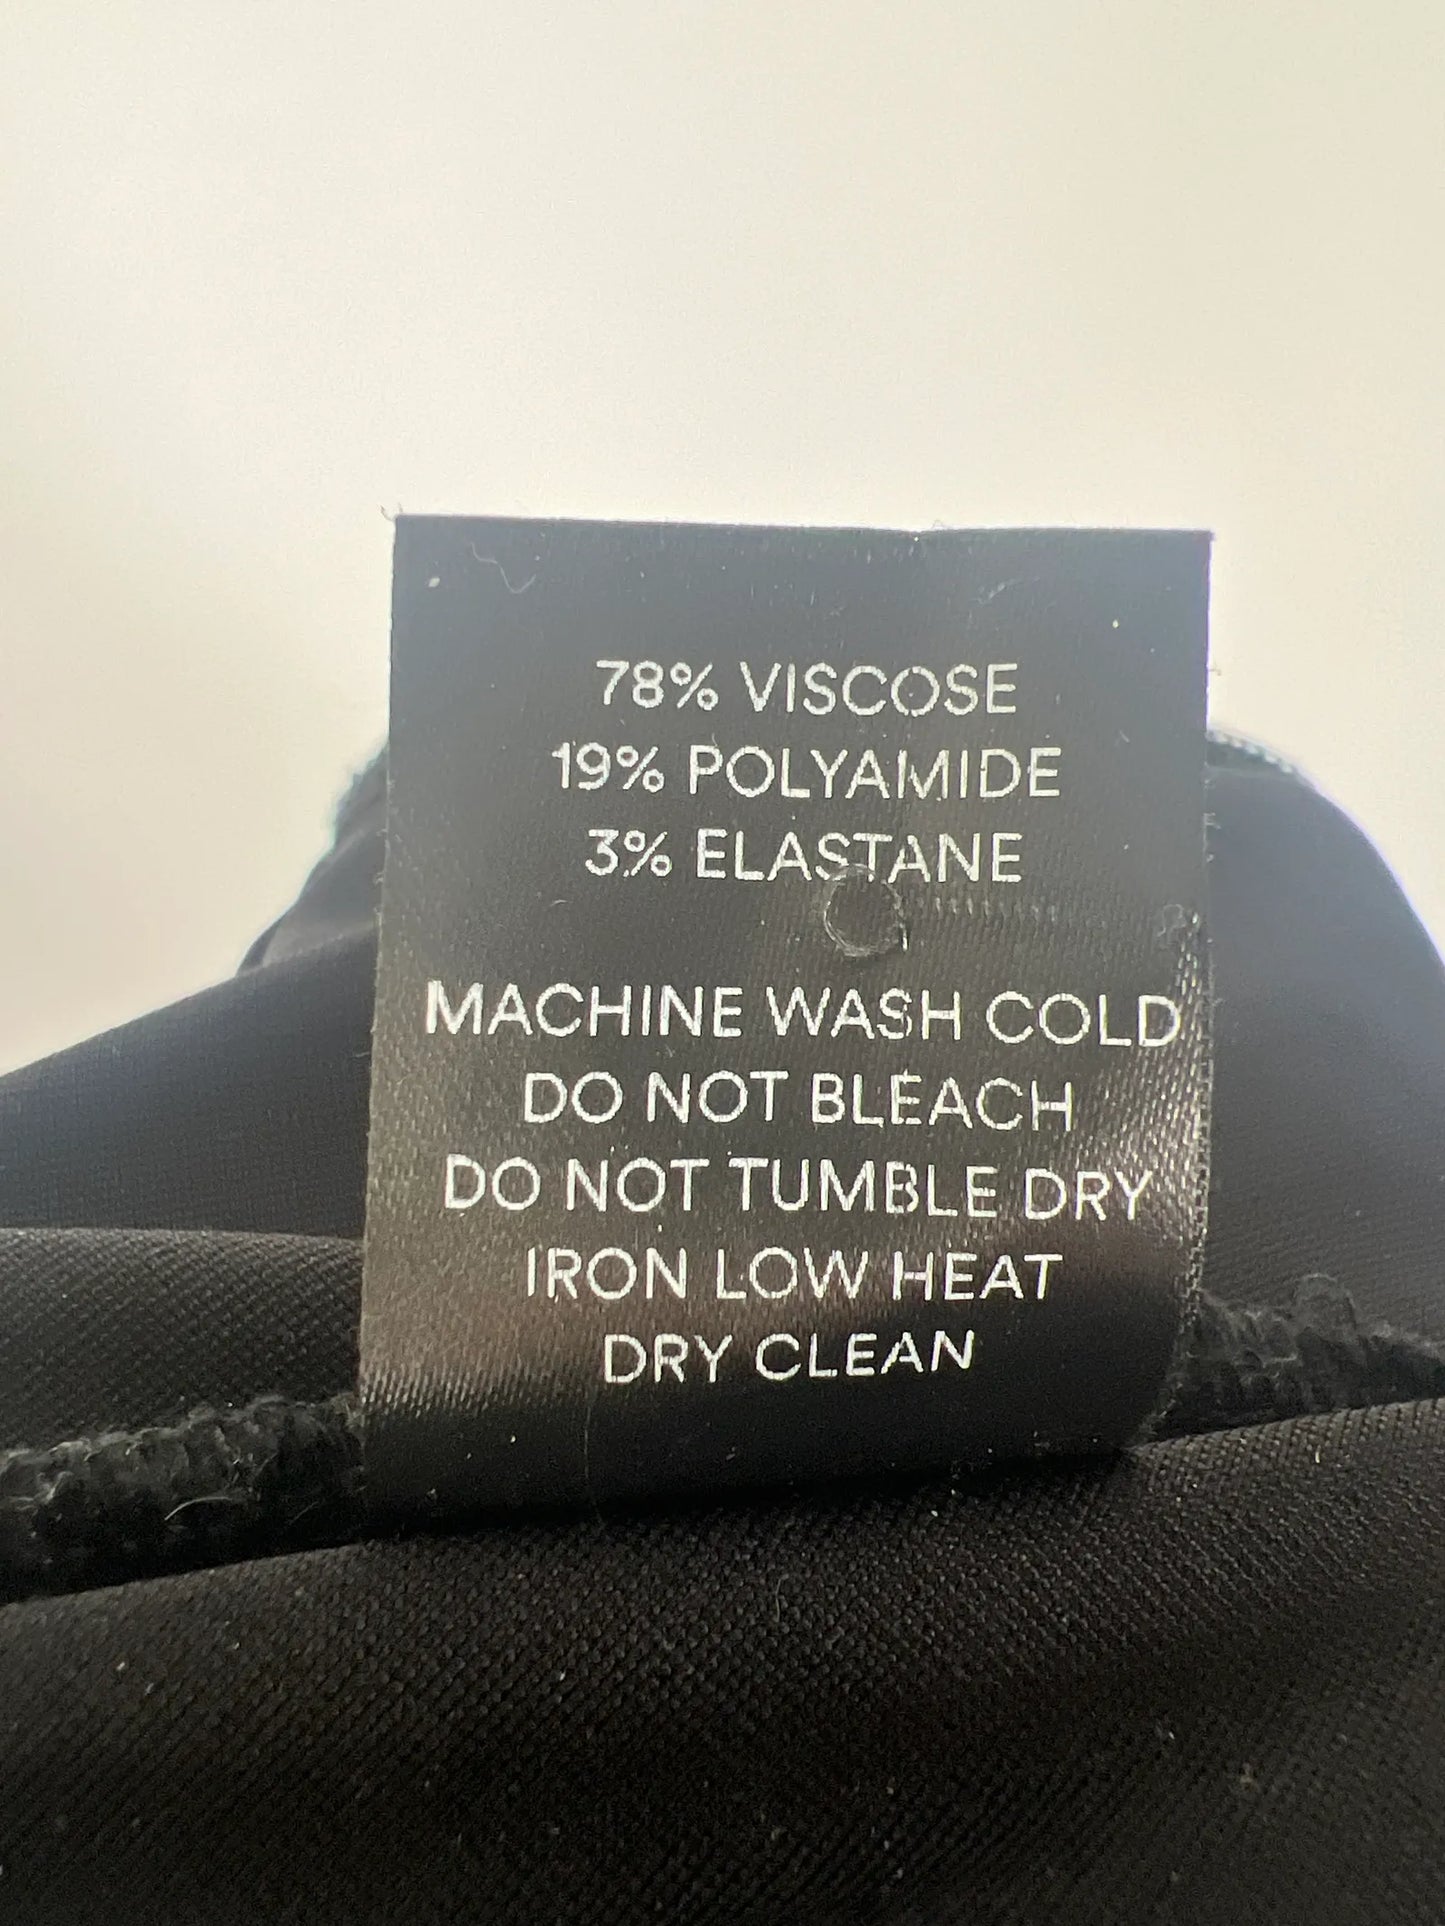 78% VISCOSE
19% POLYAMIDE
3% ELASTANE
MACHINE WASH COLD
DO NOT BLEACH
DO NOT TUMBLE DRY
IRON LOW HEAT
DRY CLEAN